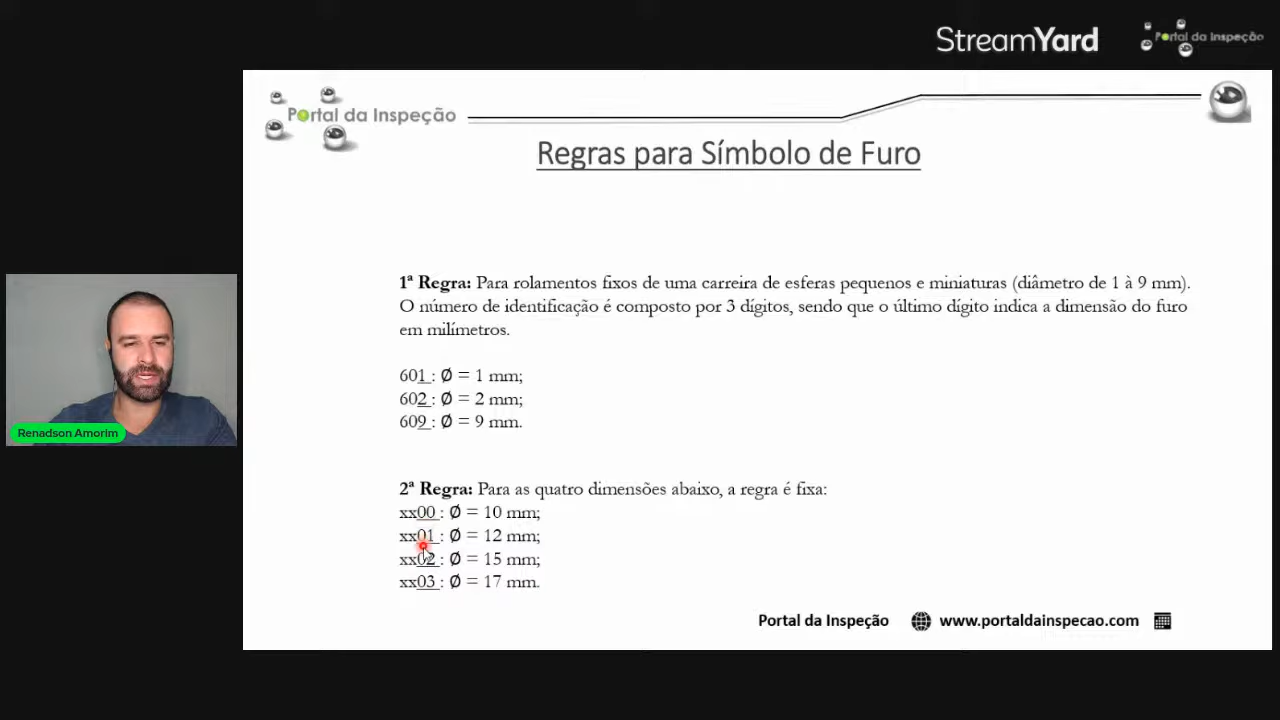 StreamYard
Portal da Inspeção
Portal da Inspeção
Regras para Símbolo de Furo
1ª Regra: Para rolamentos fixos de uma carreira de esferas pequenos e miniaturas (diâmetro de 1 à 9 mm).
O número de identificação é composto por 3 dígitos, sendo que o último dígito indica a dimensão do furo
em milímetros.
601 : Ø = 1 mm;
602 : Ø = 2 mm;
609 : Ø = 9 mm.
Renadson Amorim
2ª Regra: Para as quatro dimensões abaixo, a regra é fixa:
xx00 : Ø = 10 mm;
xx01 : Ø = 12 mm;
xx02 : Ø = 15 mm;
xx03 : Ø = 17 mm.
Portal da Inspeção www.portaldainspecao.com